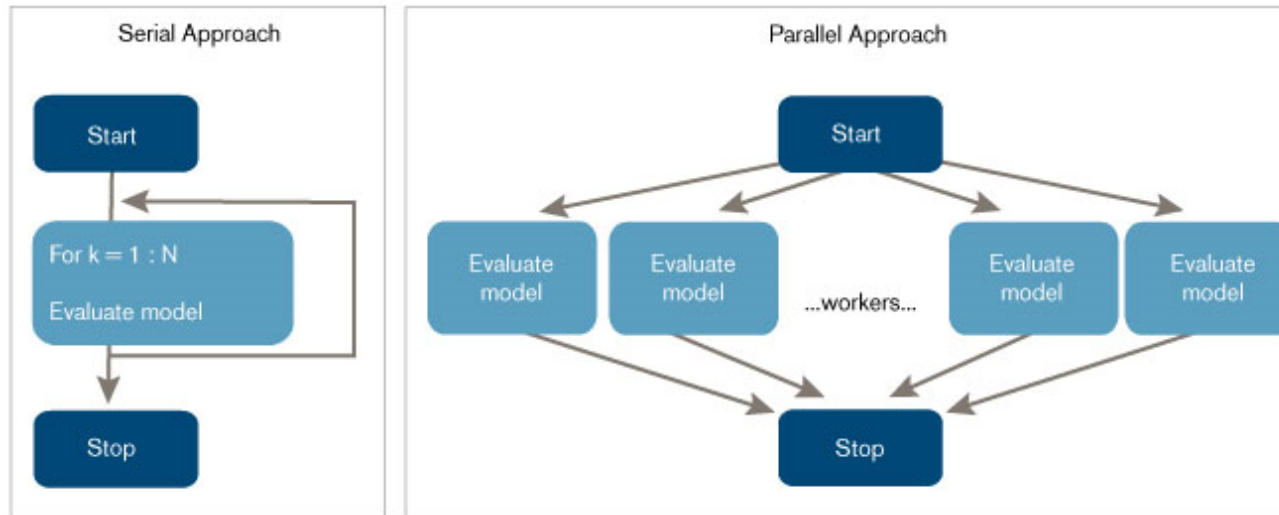 Serial Approach
Start
For k = 1 : N
Evaluate model
Stop
Parallel Approach
Start
Evaluate
model
Evaluate
model
...workers...
Evaluate
model
Evaluate
model
Stop